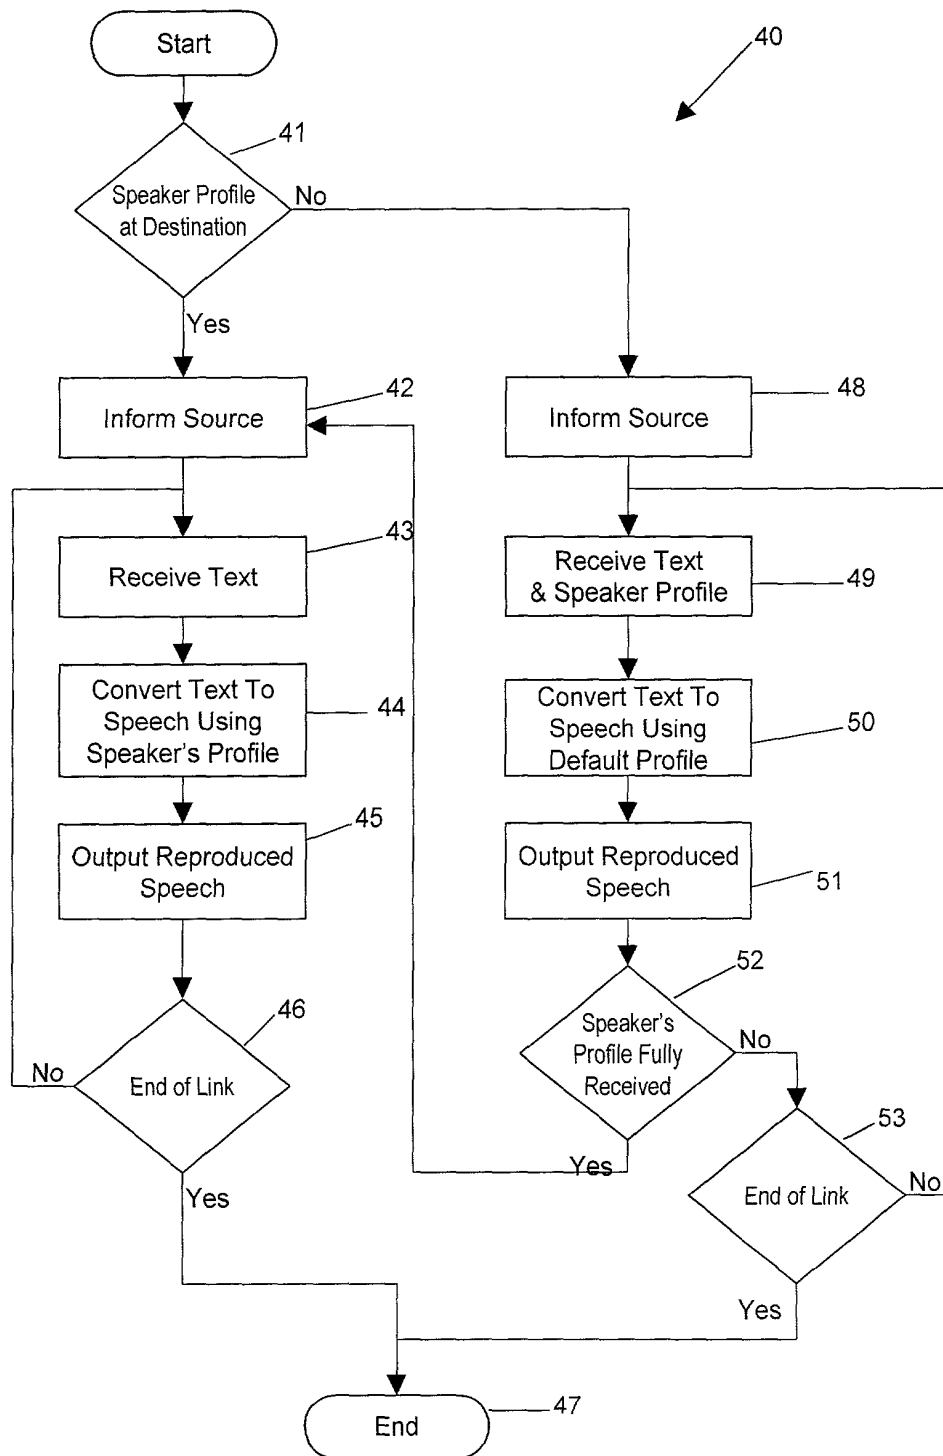 Start
40
41
Speaker Profile
at Destination
No
Yes
42
Inform Source
48
Inform Source
43
Receive Text
Receive Text
& Speaker Profile
49
Convert Text To
Speech Using
Speaker's Profile
44
Convert Text To
Speech Using
Default Profile
50
45
Output Reproduced
Speech
Output Reproduced
Speech
51
46
End of Link
No
Yes
52
Speaker's
Profile Fully
Received
No
Yes
53
End of Link
No
Yes
End
47